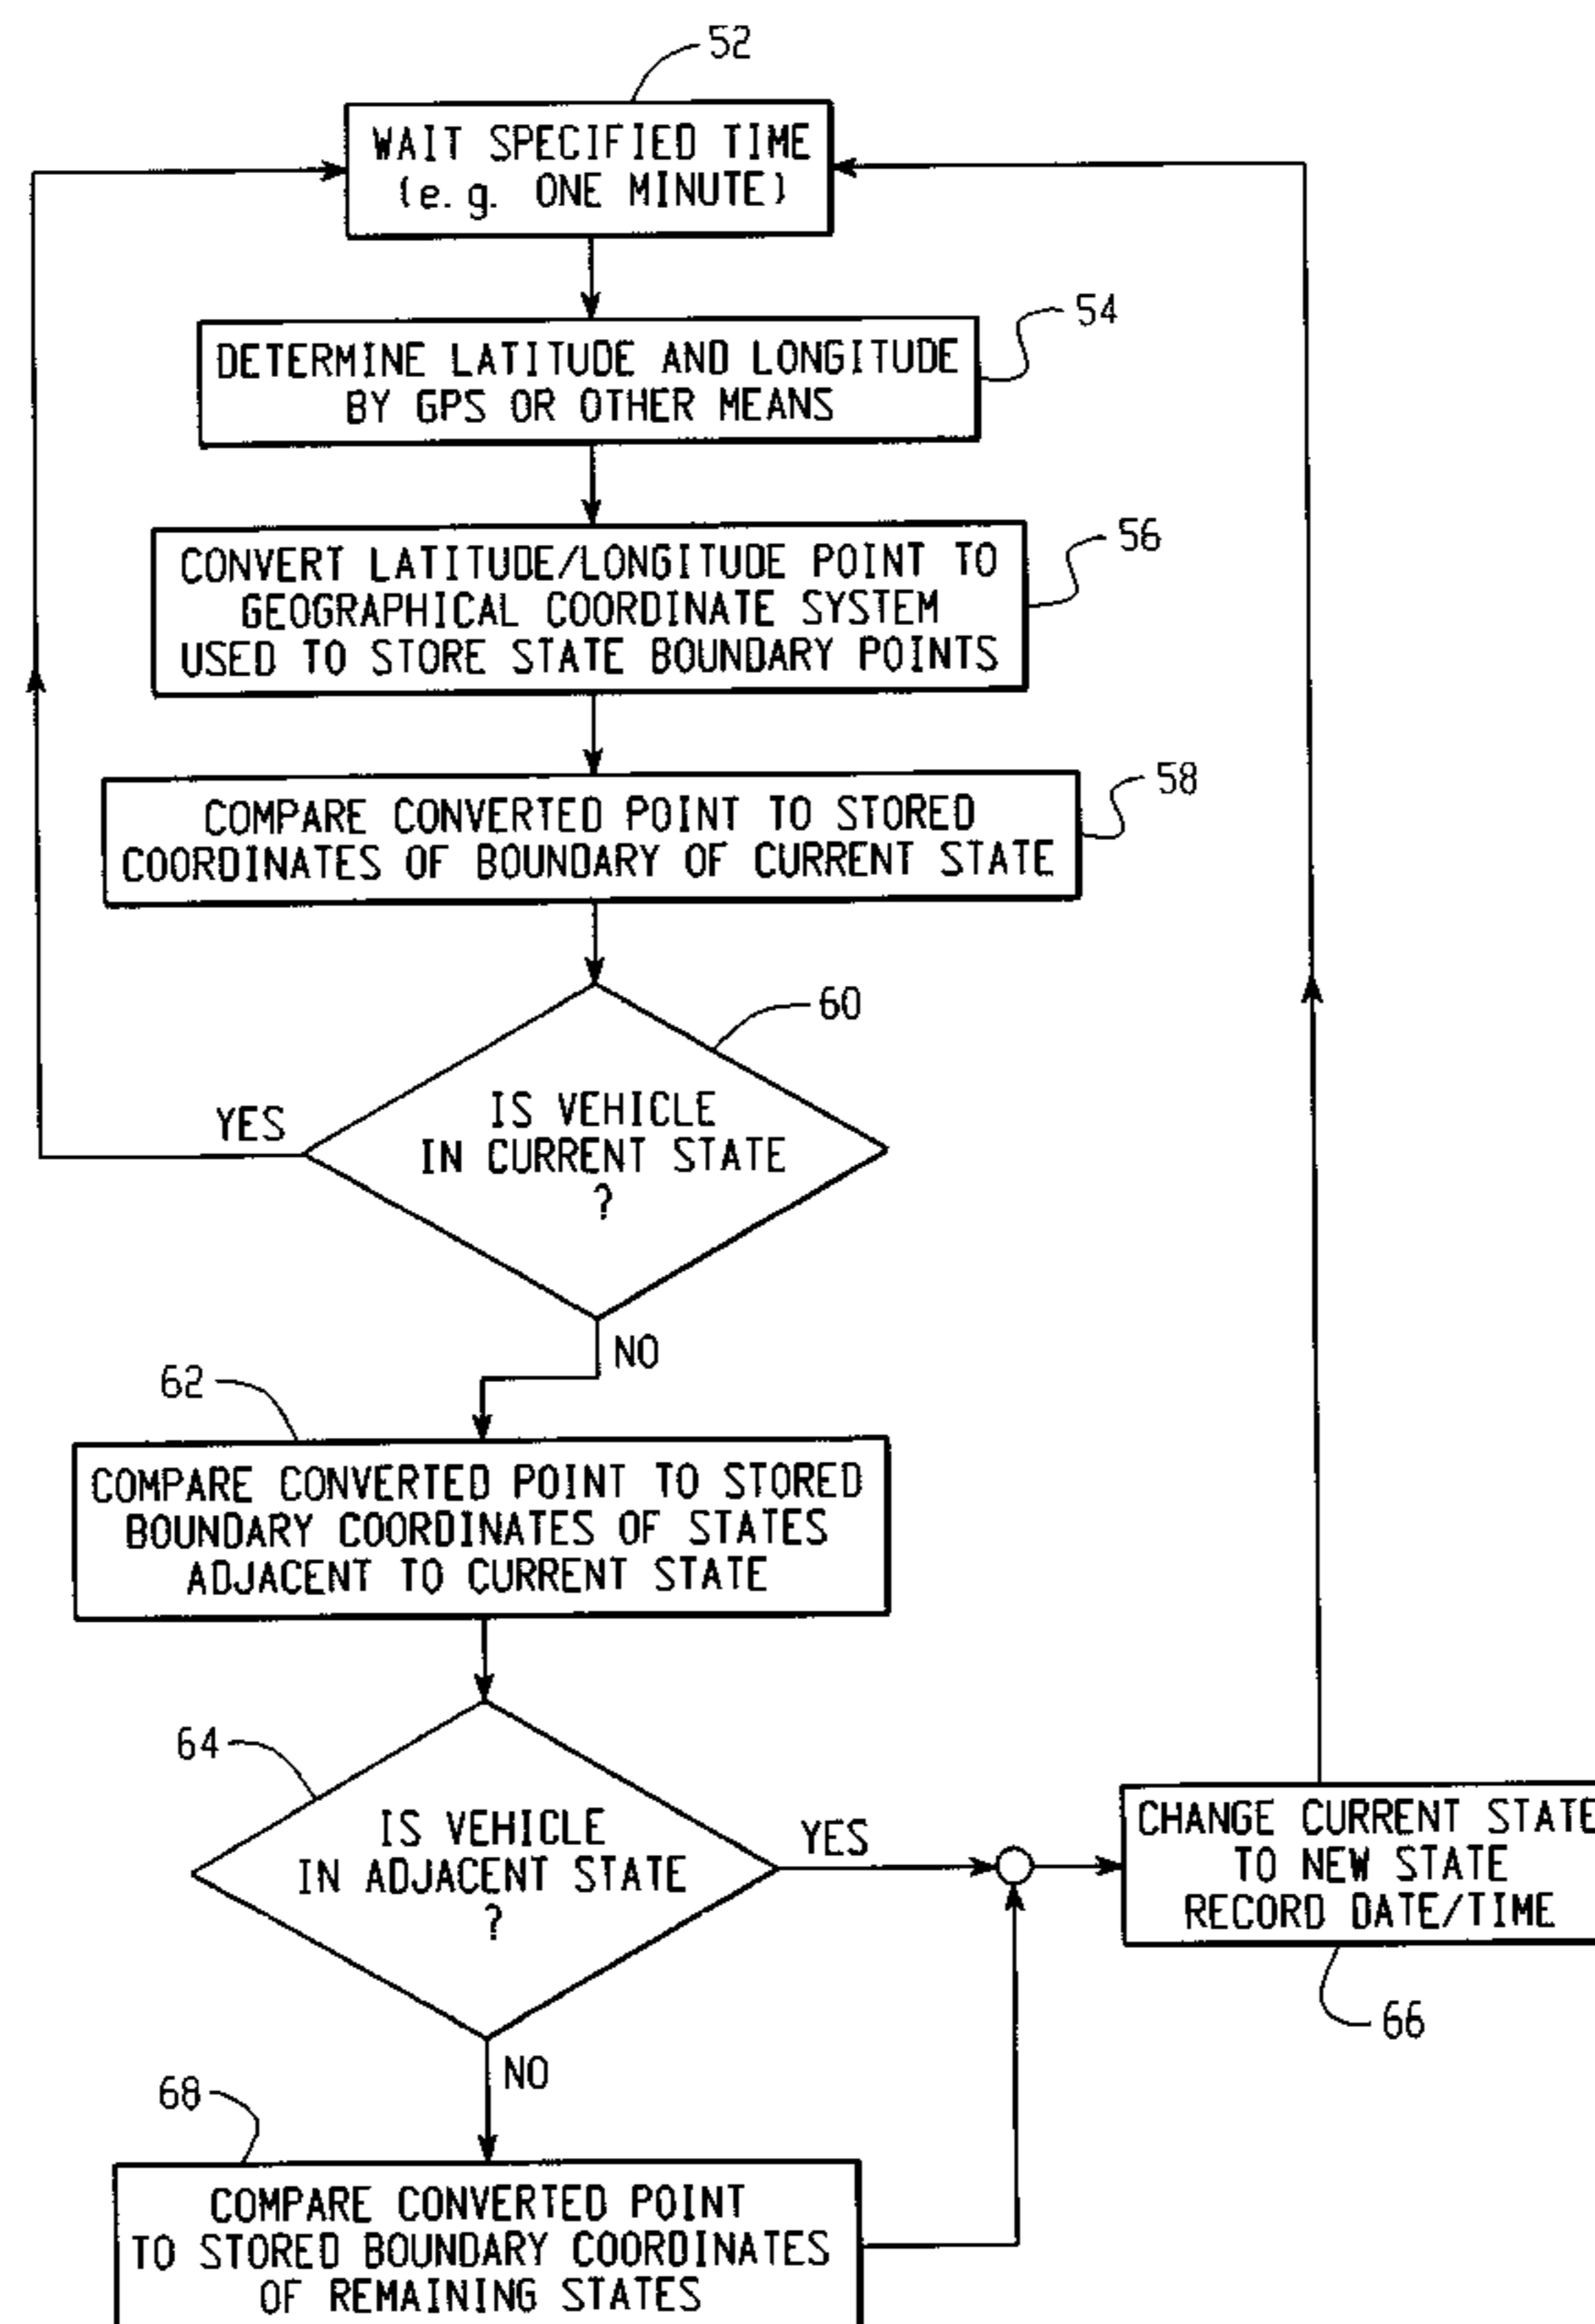 52
WAIT SPECIFIED TIME
(e.g. ONE MINUTE)
54
DETERMINE LATITUDE AND LONGITUDE
BY GPS OR OTHER MEANS
56
CONVERT LATITUDE/LONGITUDE POINT TO
GEOGRAPHICAL COORDINATE SYSTEM
USED TO STORE STATE BOUNDARY POINTS
58
COMPARE CONVERTED POINT TO STORED
COORDINATES OF BOUNDARY OF CURRENT STATE
60
YES
IS VEHICLE
IN CURRENT STATE
?
NO
62
COMPARE CONVERTED POINT TO STORED
BOUNDARY COORDINATES OF STATES
ADJACENT TO CURRENT STATE
64
IS VEHICLE
IN ADJACENT STATE
?
YES
CHANGE CURRENT STATE
TO NEW STATE
RECORD DATE/TIME
66
NO
68
COMPARE CONVERTED POINT
TO STORED BOUNDARY COORDINATES
OF REMAINING STATES